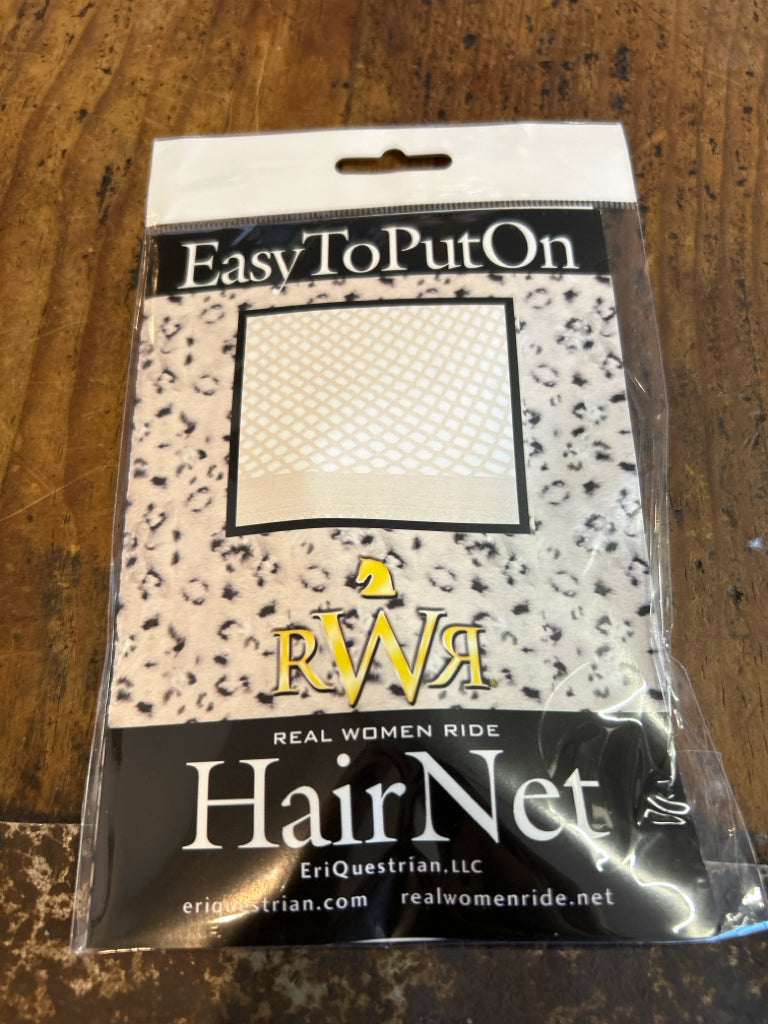 EasyToPutOn
RWR
REAL WOMEN RIDE
HairNet
EriQuestrian, LLC
eriquestrian.com realwomenride.net